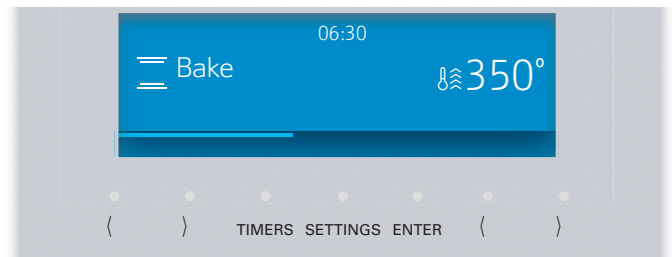 06:30
Bake 350°
⟨ ⟩ TIMERS SETTINGS ENTER ⟨ ⟩